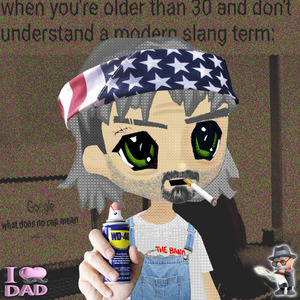 when you're older than 30 and don't
understand a modern slang term:
Google
what does no cap mean
WD-40
THE BAND
I
DAD